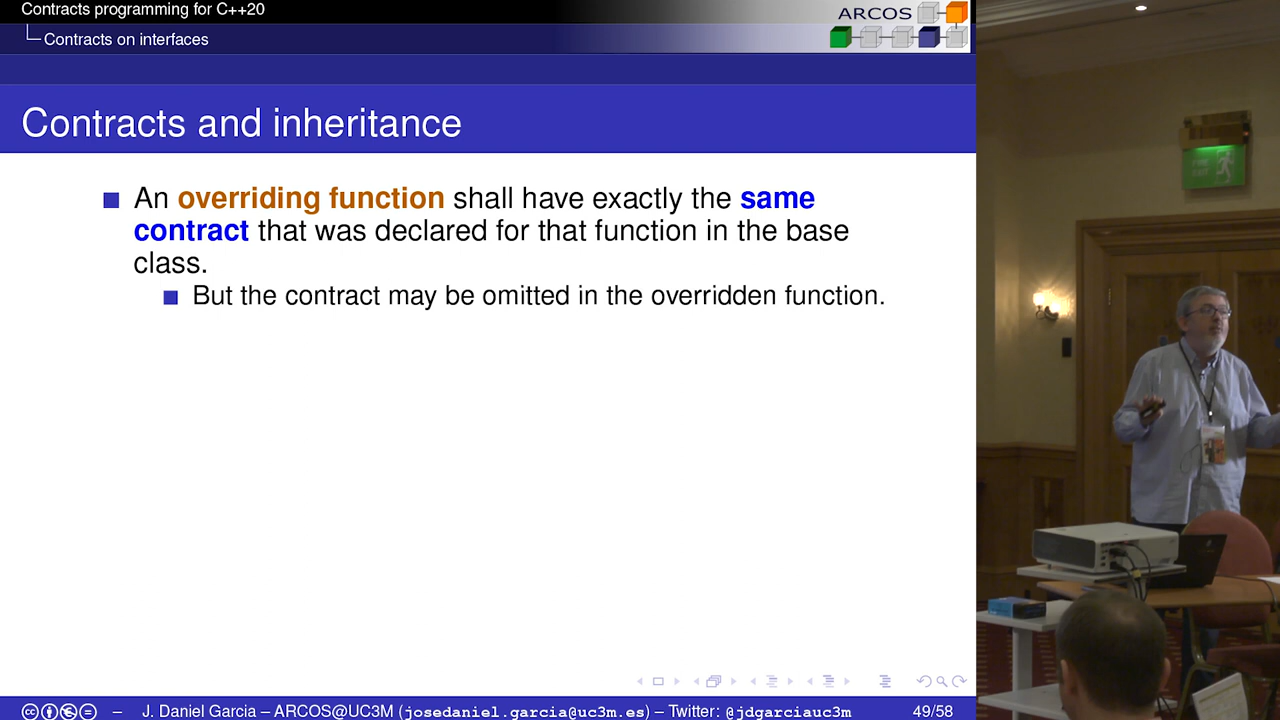 Contracts programming for C++20
Contracts on interfaces
ARCOS
Contracts and inheritance
An overriding function shall have exactly the same
contract that was declared for that function in the base
class.
But the contract may be omitted in the overridden function.
– J. Daniel Garcia – ARCOS@UC3M (josedaniel.garcia@uc3m.es) – Twitter: @jdgarciauc3m
49/58